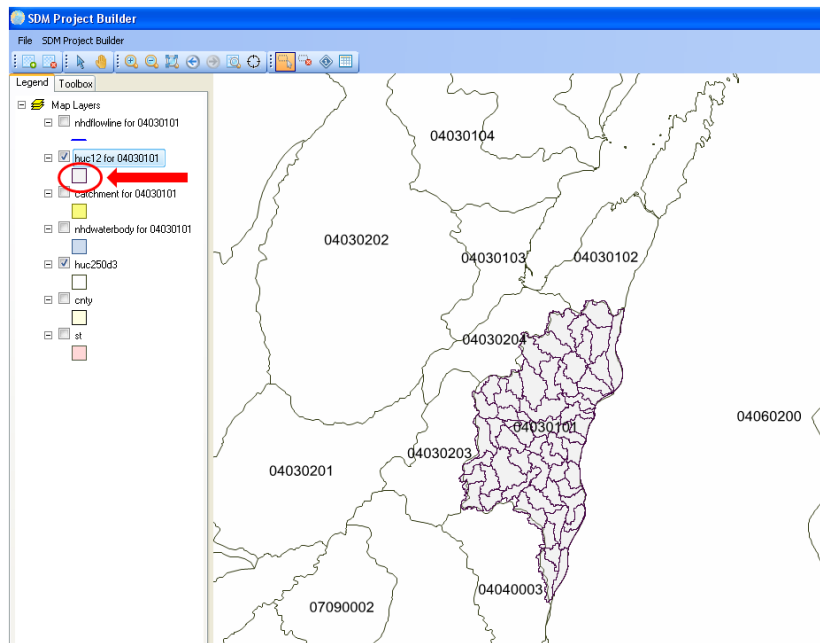 SDM Project Builder
File SDM Project Builder
Legend Toolbox
Map Layers
nhdflowline for 04030101
huc12 for 04030101
catchment for 04030101
nhdwaterbody for 04030101
huc250d3
cnty
st
04030104
04030202
04030103
04030102
04030204
04060200
04030101
04030203
04030201
04040003
07090002